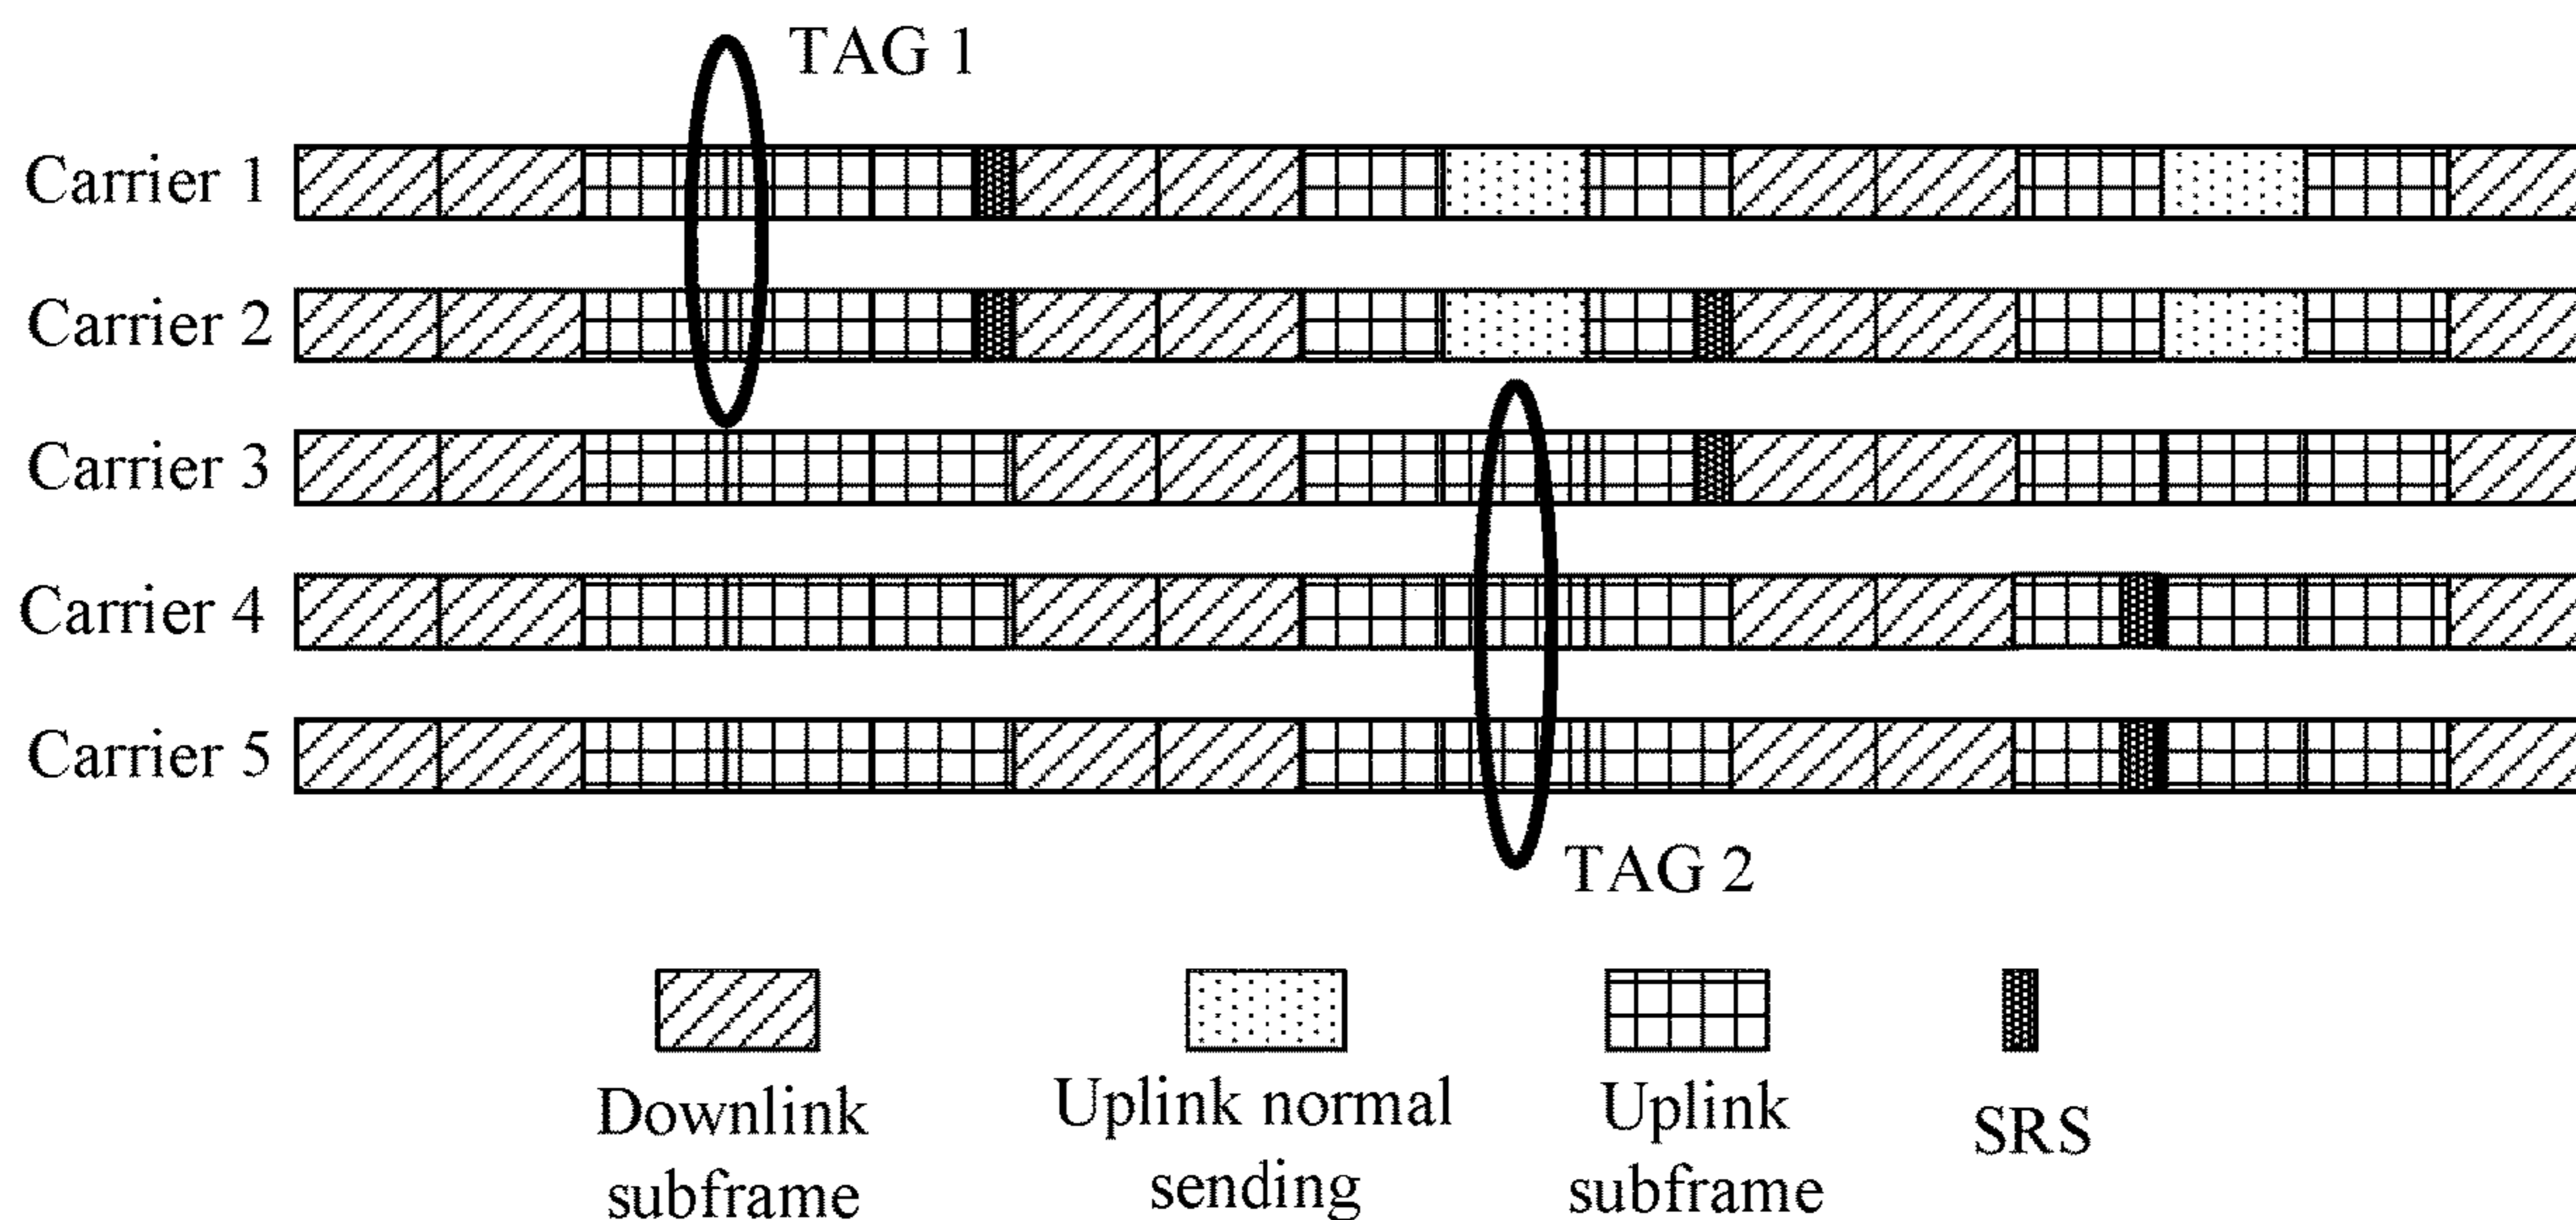 TAG 1
Carrier 1
Carrier 2
Carrier 3
Carrier 4
Carrier 5
TAG 2
Downlink
subframe
Uplink normal
sending
Uplink
subframe
SRS